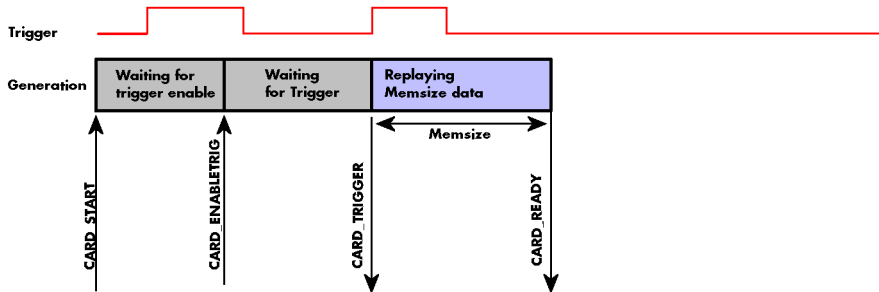 Trigger
Generation
Waiting for
trigger enable
Waiting
for Trigger
Replaying
Memsize data
Memsize
CARD_START
CARD_ENABLETRIG
CARD_TRIGGER
CARD_READY